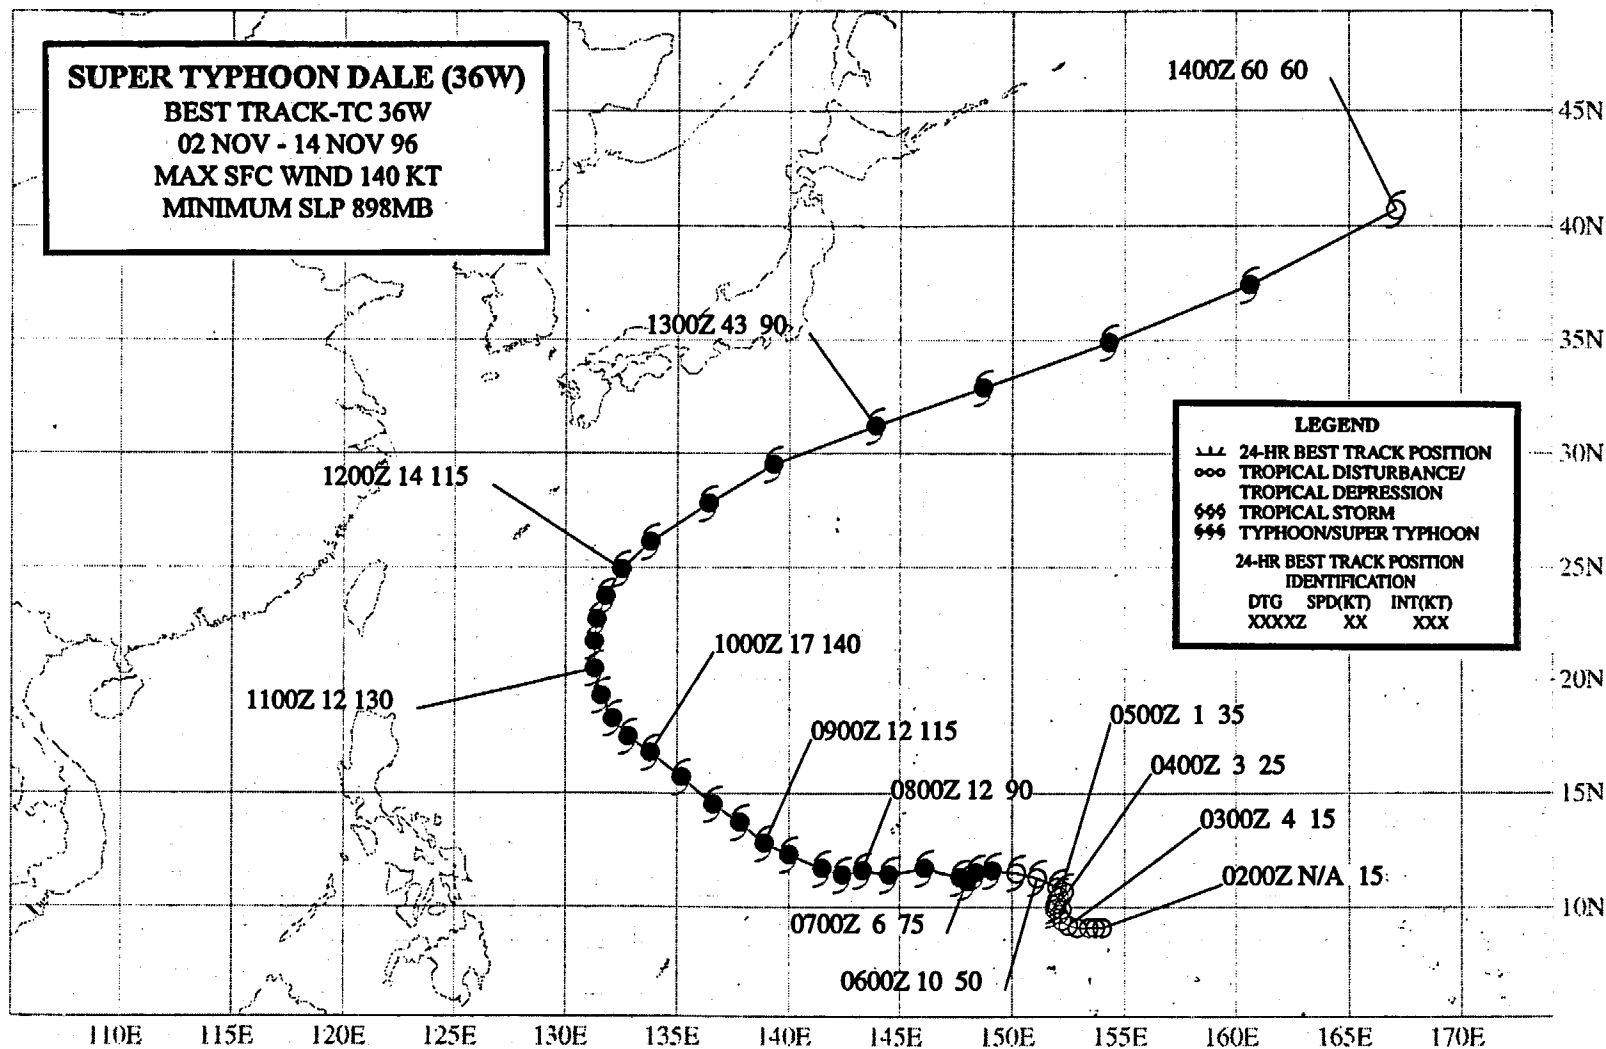 SUPER TYPHOON DALE (36W)
BEST TRACK-TC 36W
02 NOV - 14 NOV 96
MAX SFC WIND 140 KT
MINIMUM SLP 898MB
1400Z 60 60
45N
40N
35N
30N
25N
20N
15N
10N
1300Z 43 90
1200Z 14 115
LEGEND
24-HR BEST TRACK POSITION
TROPICAL DISTURBANCE/
TROPICAL DEPRESSION
TROPICAL STORM
TYPHOON/SUPER TYPHOON
24-HR BEST TRACK POSITION
IDENTIFICATION
DTG SPD(KT) INT(KT)
XXXXZ XX XXX
1000Z 17 140
1100Z 12 130
0500Z 1 35
0900Z 12 115
0400Z 3 25
0800Z 12 90
0300Z 4 15
0200Z N/A 15
0700Z 6 75
0600Z 10 50
110E 115E 120E 125E 130E 135E 140E 145E 150E 155E 160E 165E 170E